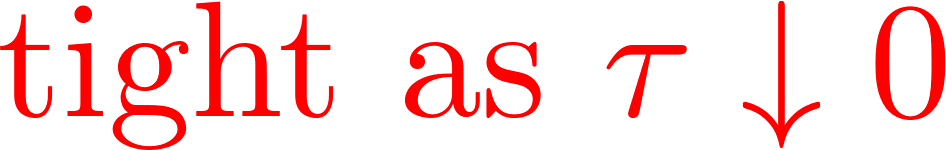 tight as τ ↓ 0